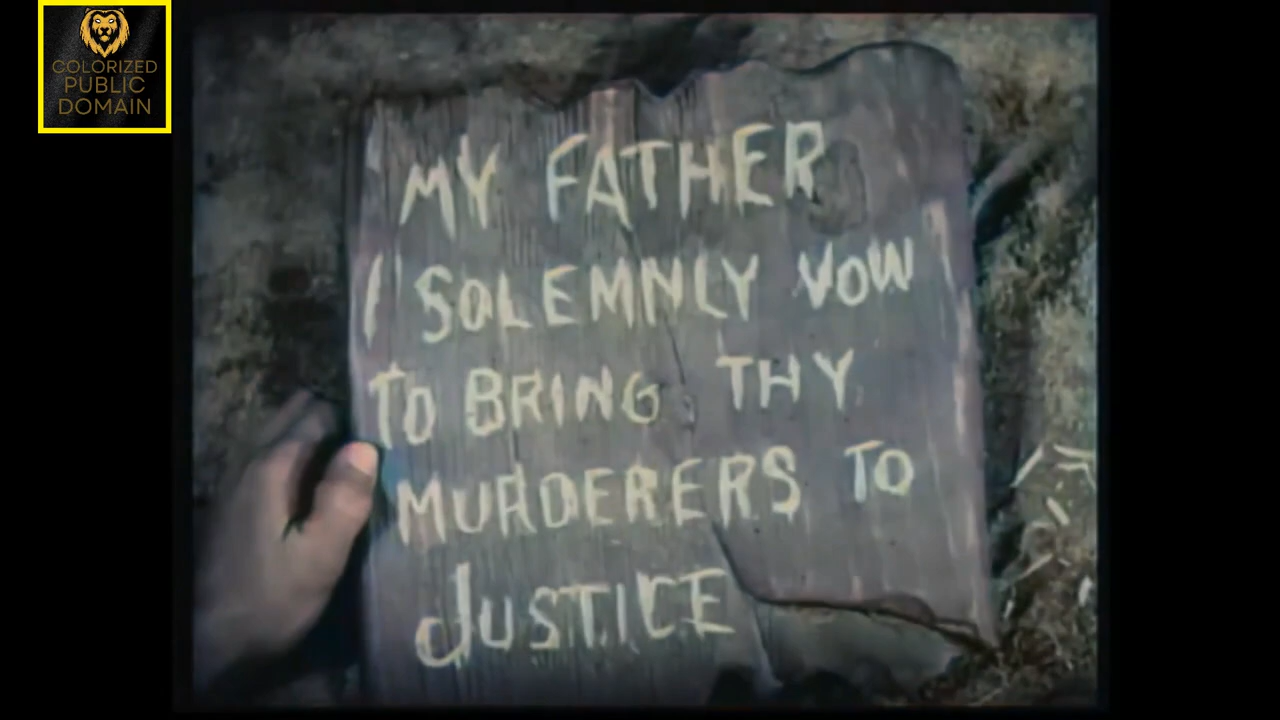 COLORIZED
PUBLIC
DOMAIN
MY FATHER
I SOLEMNLY VOW
TO BRING THY
MURDERERS TO
JUSTICE